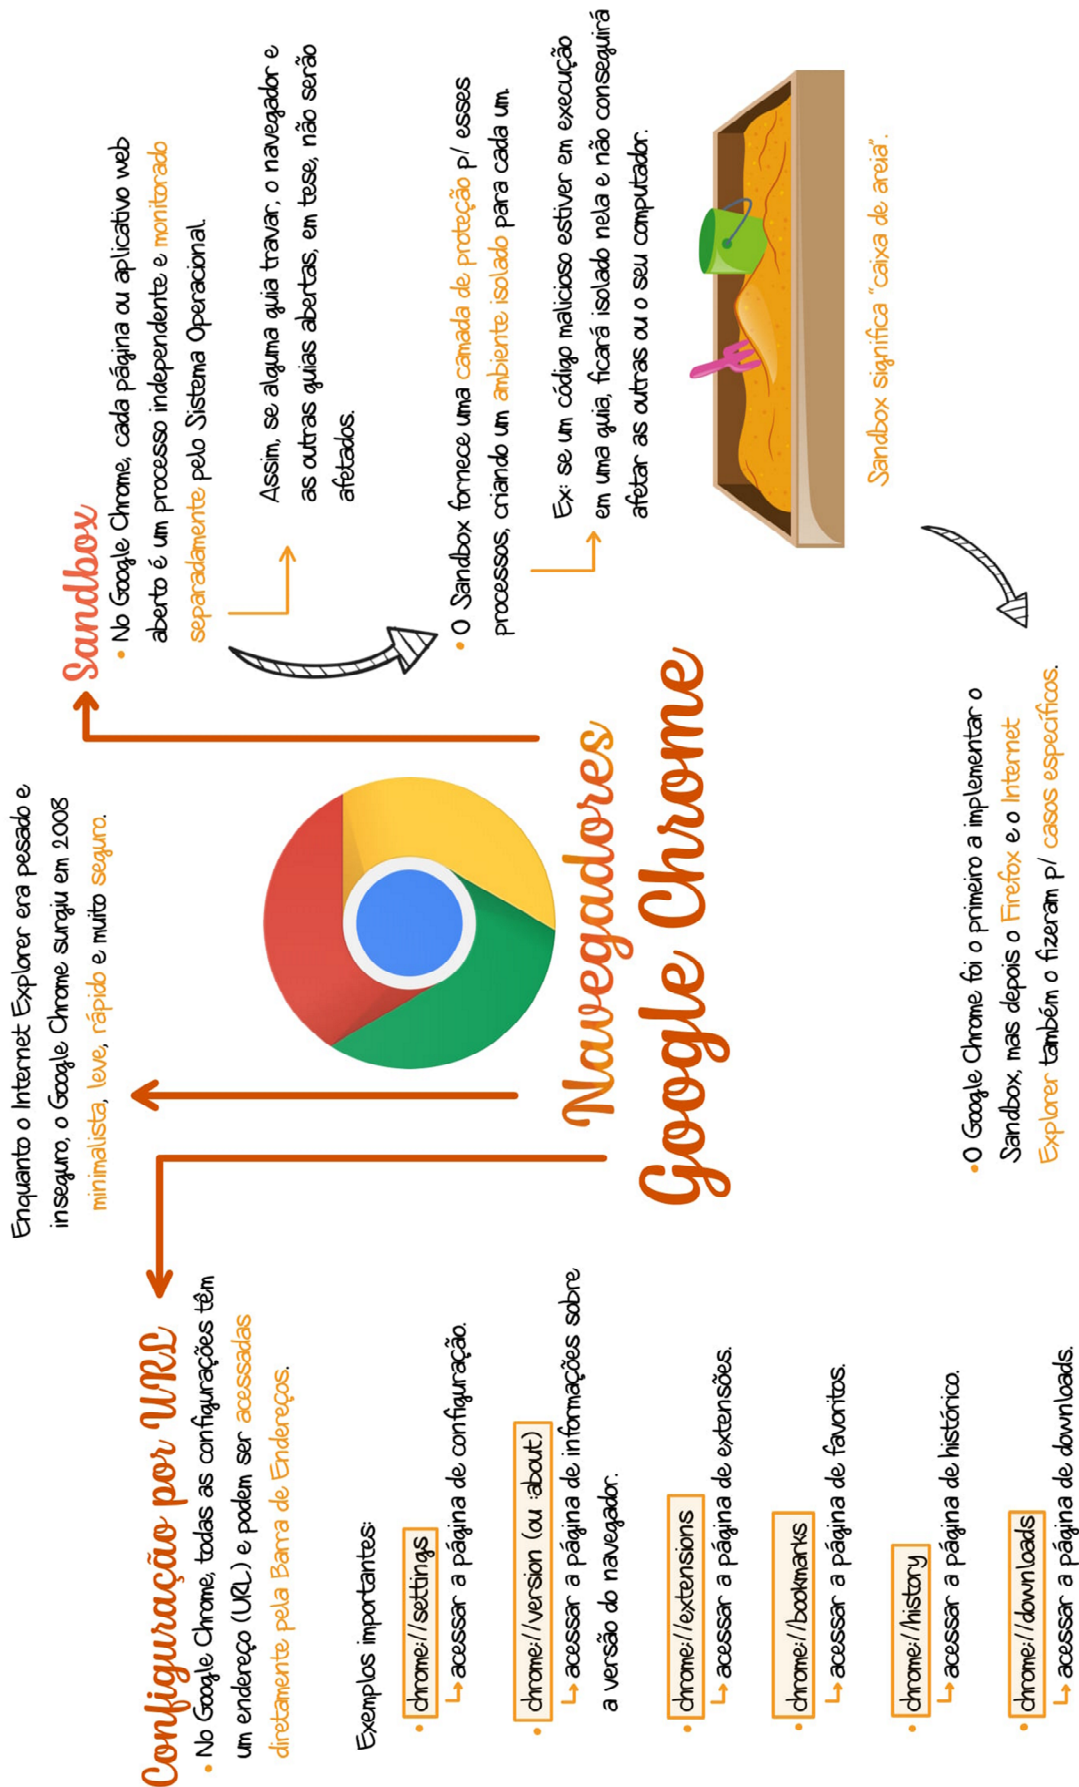 Navegadores
Google Chrome
Enquanto o Internet Explorer era pesado e
inseguro, o Google Chrome surgiu em 2008
minimalista, leve, rápido e muito seguro.
Configuração por URL
• No Google Chrome, todas as configurações têm
um endereço (URL) e podem ser acessadas
diretamente pela Barra de Endereços.
Exemplos importantes:
• chrome://settings
acessar a página de configuração.
• chrome://version (ou :about)
acessar a página de informações sobre
a versão do navegador.
• chrome://extensions
acessar a página de extensões.
• chrome://bookmarks
acessar a página de favoritos.
• chrome://history
acessar a página de histórico.
• chrome://downloads
acessar a página de downloads.
Sandbox
• No Google Chrome, cada página ou aplicativo web
aberto é um processo independente e monitorado
separadamente pelo Sistema Operacional.
Assim, se alguma guia travar, o navegador e
as outras guias abertas, em tese, não serão
afetados.
• O Sandbox fornece uma camada de proteção p/ esses
processos, criando um ambiente isolado para cada um.
Ex: se um código malicioso estiver em execução
em uma guia, ficará isolado nela e não conseguirá
afetar as outras ou o seu computador.
Sandbox significa "caixa de areia".
• O Google Chrome foi o primeiro a implementar o
Sandbox, mas depois o Firefox e o Internet
Explorer também o fizeram p/ casos específicos.